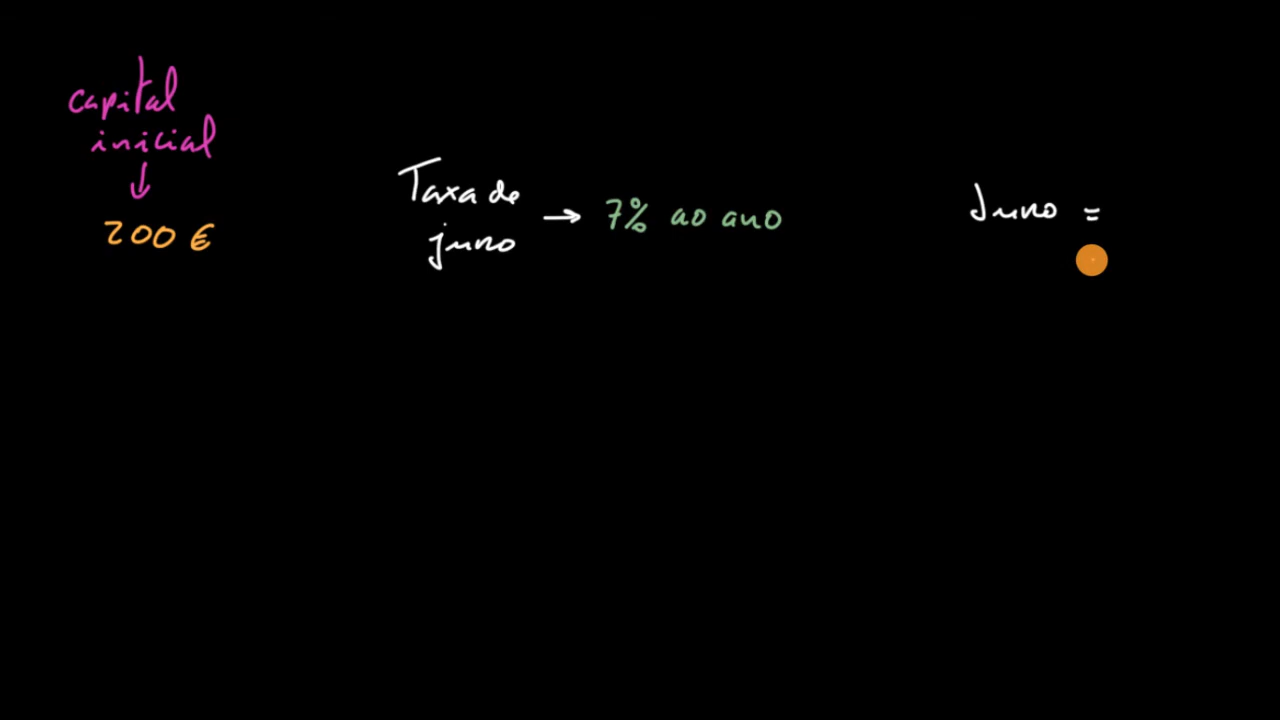 capital
inicial
↓
200 €
Taxa de
juro
→ 7% ao ano
Juro =